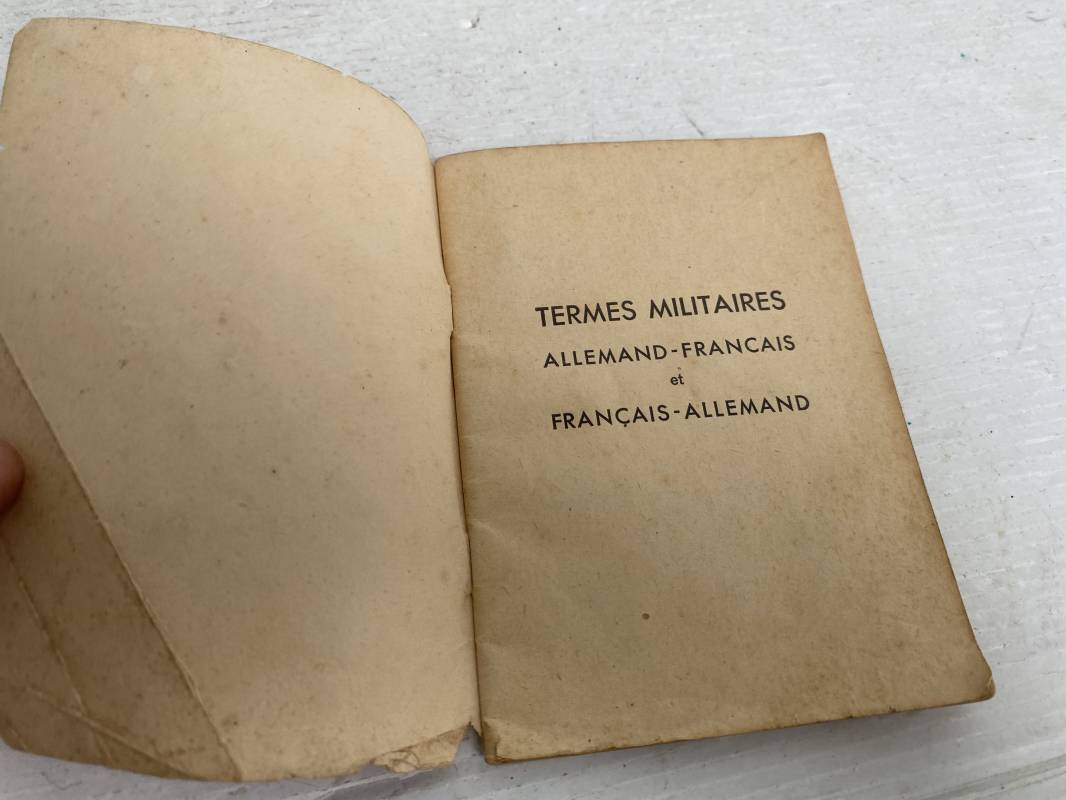 TERMES MILITAIRES
ALLEMAND-FRANCAIS
et
FRANÇAIS-ALLEMAND